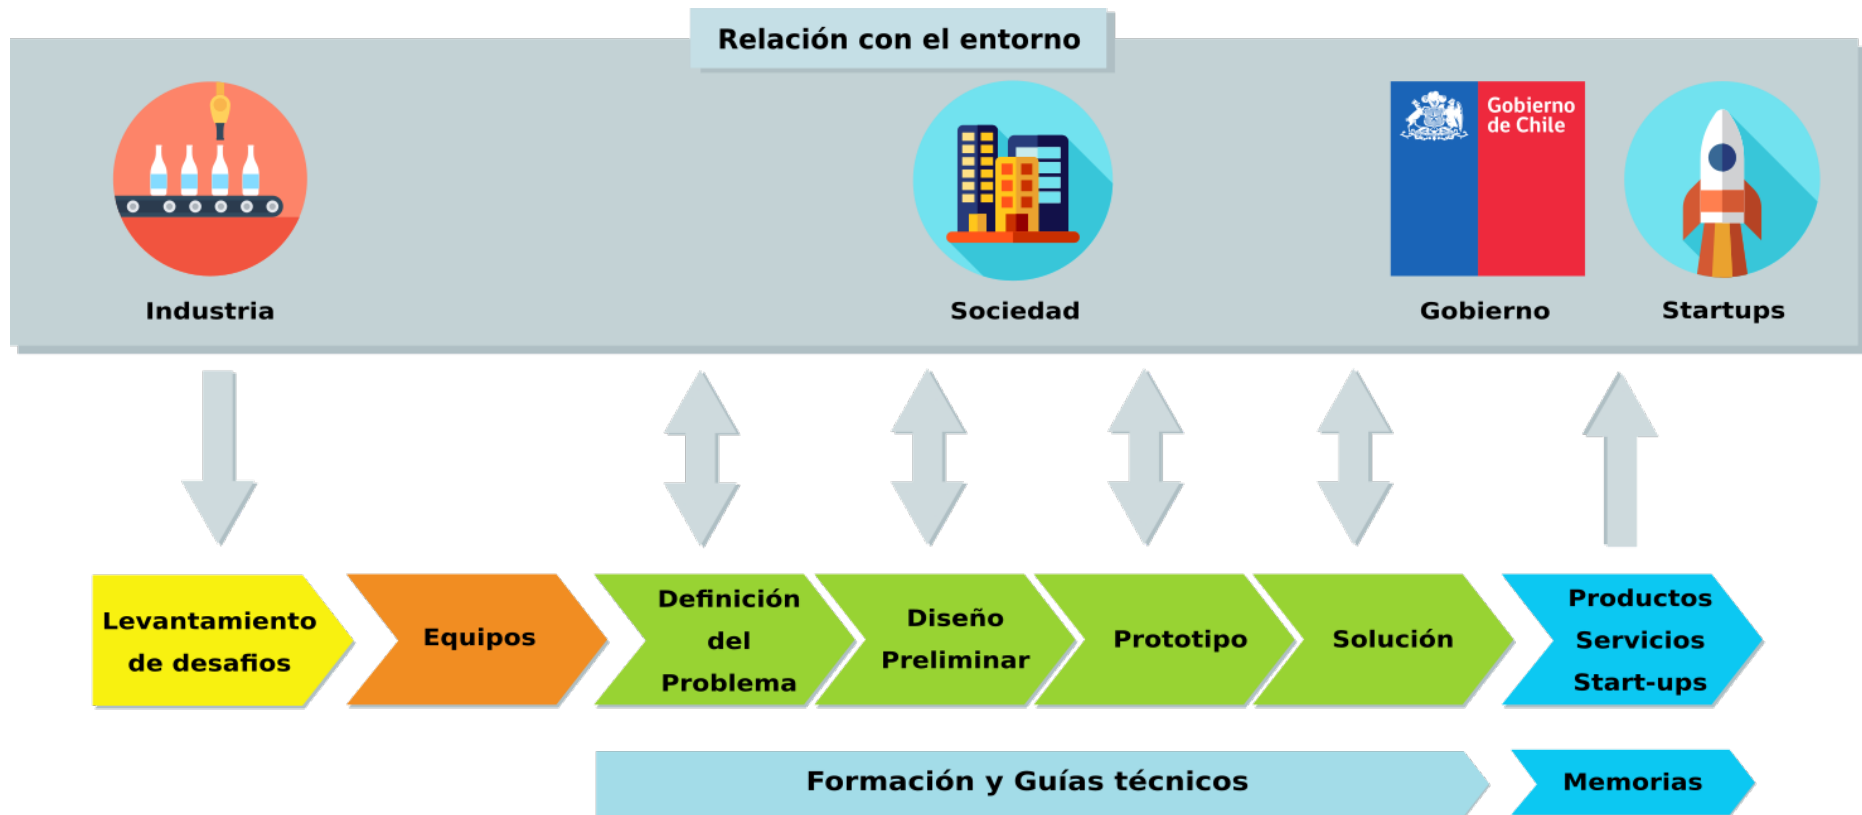 Relación con el entorno
Gobierno
de Chile
Industria
Sociedad
Gobierno
Startups
Levantamiento
de desafios
Equipos
Definición
del
Problema
Diseño
Preliminar
Prototipo
Solución
Productos
Servicios
Start-ups
Formación y Guías técnicos
Memorias